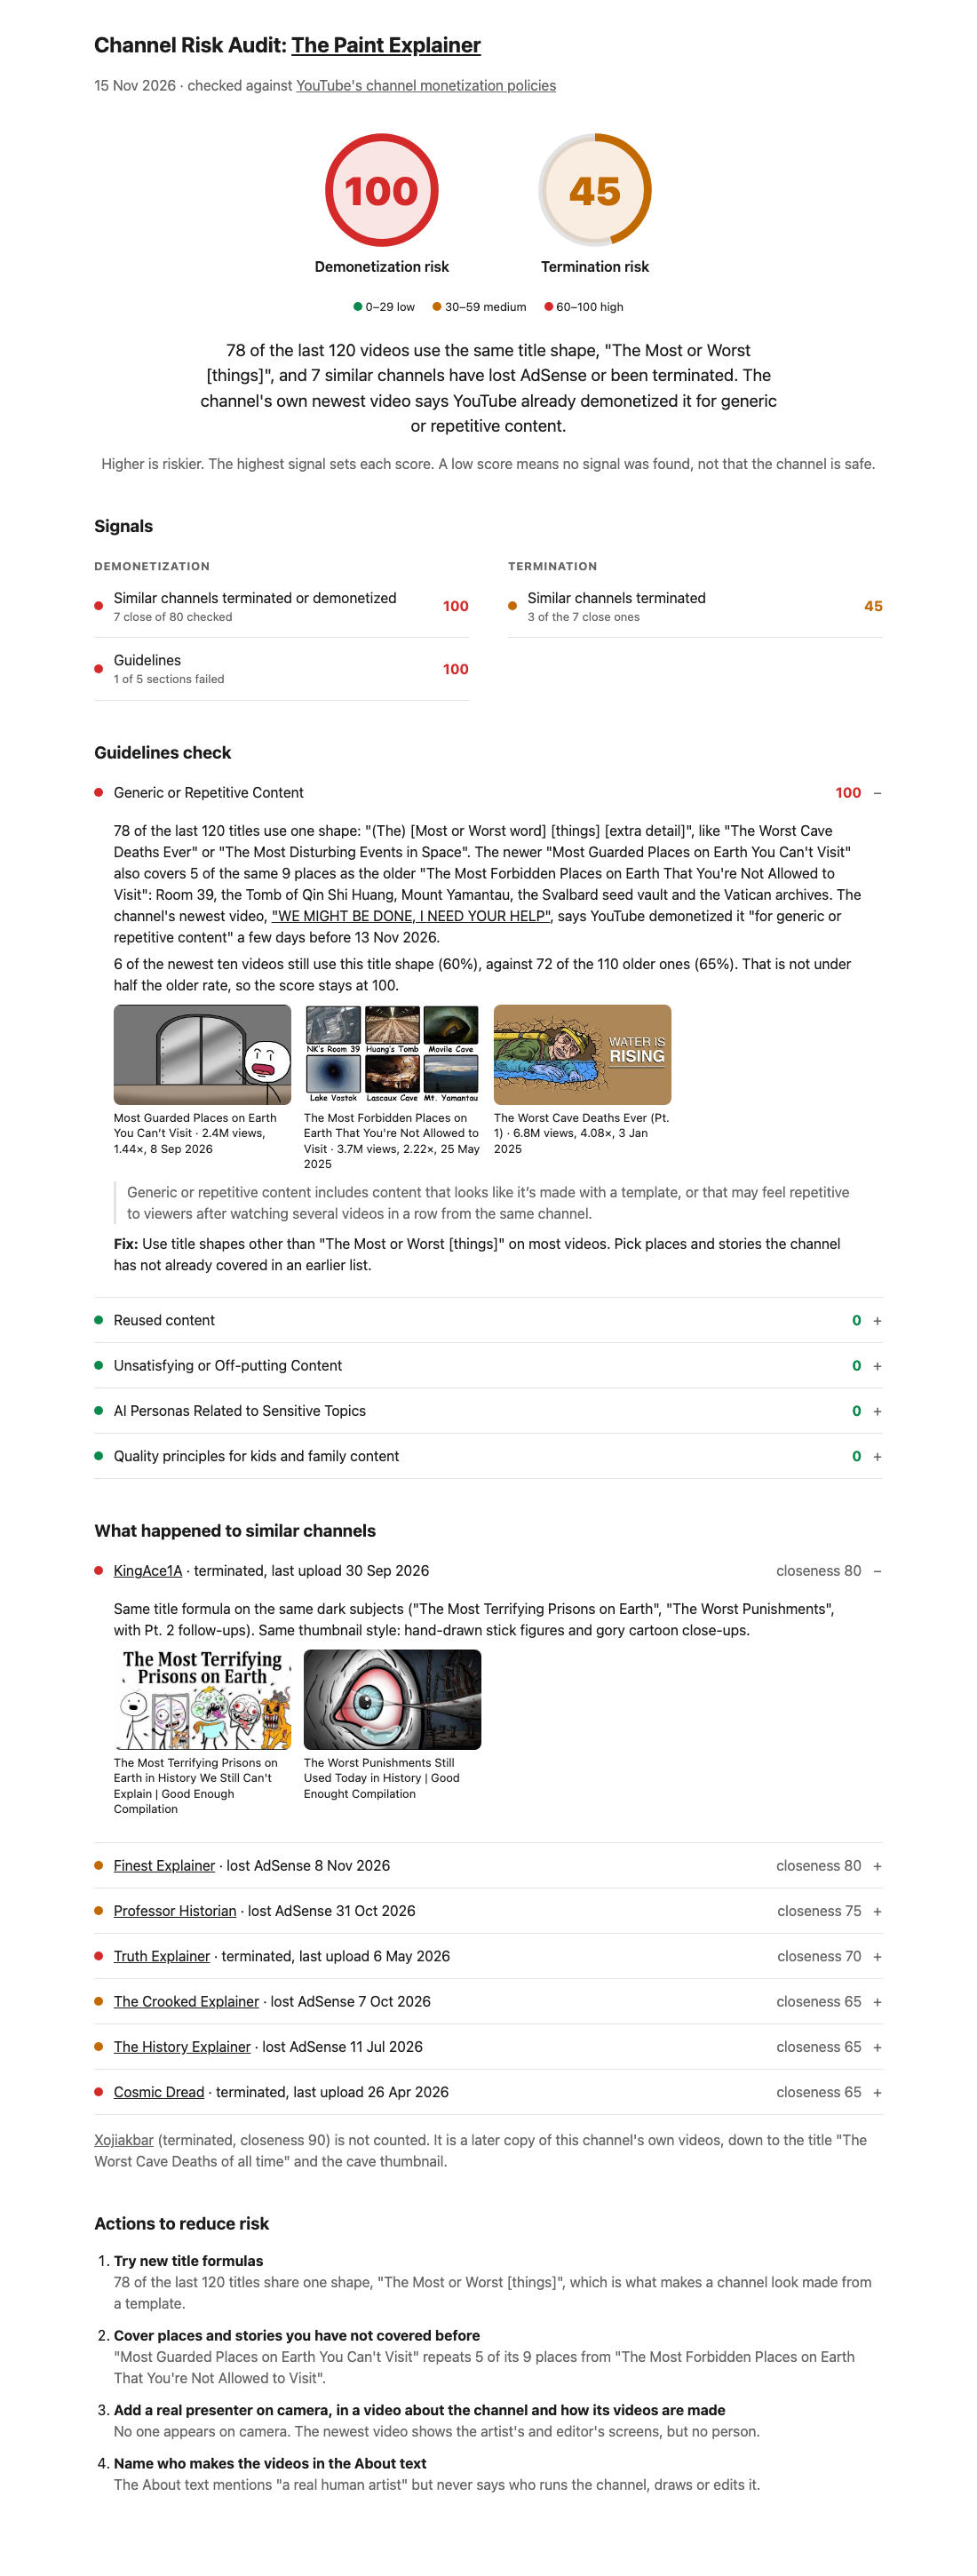 Channel Risk Audit: The Paint Explainer
15 Nov 2026 · checked against YouTube's channel monetization policies
100
45
Demonetization risk
Termination risk
0–29 low
30–59 medium
60–100 high
78 of the last 120 videos use the same title shape, "The Most or Worst
[things]", and 7 similar channels have lost AdSense or been terminated. The
channel's own newest video says YouTube already demonetized it for generic
or repetitive content.
Higher is riskier. The highest signal sets each score. A low score means no signal was found, not that the channel is safe.
Signals
DEMONETIZATION
Similar channels terminated or demonetized
7 close of 80 checked
100
Guidelines
1 of 5 sections failed
100
TERMINATION
Similar channels terminated
3 of the 7 close ones
45
Guidelines check
Generic or Repetitive Content
100 −
78 of the last 120 titles use one shape: "(The) [Most or Worst word] [things] [extra detail]", like "The Worst Cave
Deaths Ever" or "The Most Disturbing Events in Space". The newer "Most Guarded Places on Earth You Can't Visit"
also covers 5 of the same 9 places as the older "The Most Forbidden Places on Earth That You're Not Allowed to
Visit": Room 39, the Tomb of Qin Shi Huang, Mount Yamantau, the Svalbard seed vault and the Vatican archives. The
channel's newest video, "WE MIGHT BE DONE, I NEED YOUR HELP", says YouTube demonetized it "for generic or
repetitive content" a few days before 13 Nov 2026.
6 of the newest ten videos still use this title shape (60%), against 72 of the 110 older ones (65%). That is not under
half the older rate, so the score stays at 100.
NK's Room 39
Huang's Tomb
Movile Cave
Lake Vostok
Lascaux Cave
Mt. Yamantau
WATER IS
RISING
Most Guarded Places on Earth
You Can’t Visit · 2.4M views,
1.44×, 8 Sep 2026
The Most Forbidden Places on
Earth That You're Not Allowed to
Visit · 3.7M views, 2.22×, 25 May
2025
The Worst Cave Deaths Ever (Pt.
1) · 6.8M views, 4.08×, 3 Jan
2025
Generic or repetitive content includes content that looks like it’s made with a template, or that may feel repetitive
to viewers after watching several videos in a row from the same channel.
Fix: Use title shapes other than "The Most or Worst [things]" on most videos. Pick places and stories the channel
has not already covered in an earlier list.
Reused content
0 +
Unsatisfying or Off-putting Content
0 +
AI Personas Related to Sensitive Topics
0 +
Quality principles for kids and family content
0 +
What happened to similar channels
KingAce1A · terminated, last upload 30 Sep 2026
closeness 80 −
Same title formula on the same dark subjects ("The Most Terrifying Prisons on Earth", "The Worst Punishments",
with Pt. 2 follow-ups). Same thumbnail style: hand-drawn stick figures and gory cartoon close-ups.
The Most Terrifying
Prisons on Earth
The Most Terrifying Prisons on
Earth in History We Still Can't
Explain | Good Enough
Compilation
The Worst Punishments Still
Used Today in History | Good
Enought Compilation
Finest Explainer · lost AdSense 8 Nov 2026
closeness 80 +
Professor Historian · lost AdSense 31 Oct 2026
closeness 75 +
Truth Explainer · terminated, last upload 6 May 2026
closeness 70 +
The Crooked Explainer · lost AdSense 7 Oct 2026
closeness 65 +
The History Explainer · lost AdSense 11 Jul 2026
closeness 65 +
Cosmic Dread · terminated, last upload 26 Apr 2026
closeness 65 +
Xojiakbar (terminated, closeness 90) is not counted. It is a later copy of this channel's own videos, down to the title "The
Worst Cave Deaths of all time" and the cave thumbnail.
Actions to reduce risk
1. Try new title formulas
78 of the last 120 titles share one shape, "The Most or Worst [things]", which is what makes a channel look made from
a template.
2. Cover places and stories you have not covered before
"Most Guarded Places on Earth You Can't Visit" repeats 5 of its 9 places from "The Most Forbidden Places on Earth
That You're Not Allowed to Visit".
3. Add a real presenter on camera, in a video about the channel and how its videos are made
No one appears on camera. The newest video shows the artist's and editor's screens, but no person.
4. Name who makes the videos in the About text
The About text mentions "a real human artist" but never says who runs the channel, draws or edits it.